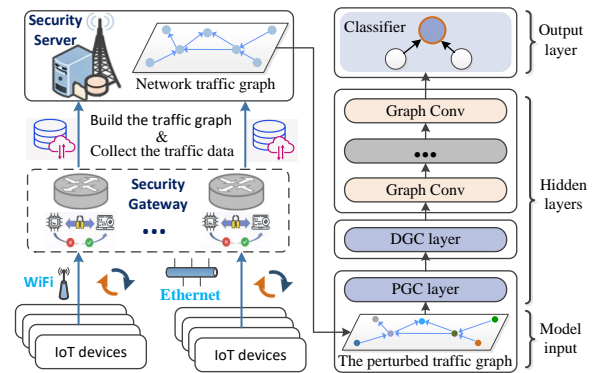 Security
Server
Network traffic graph
Build the traffic graph
&
Collect the traffic data
Security
Gateway
...
WiFi
Ethernet
IoT devices
IoT devices
Classifier
Output
layer
Graph Conv
...
Graph Conv
Hidden
layers
DGC layer
PGC layer
Model
input
The perturbed traffic graph